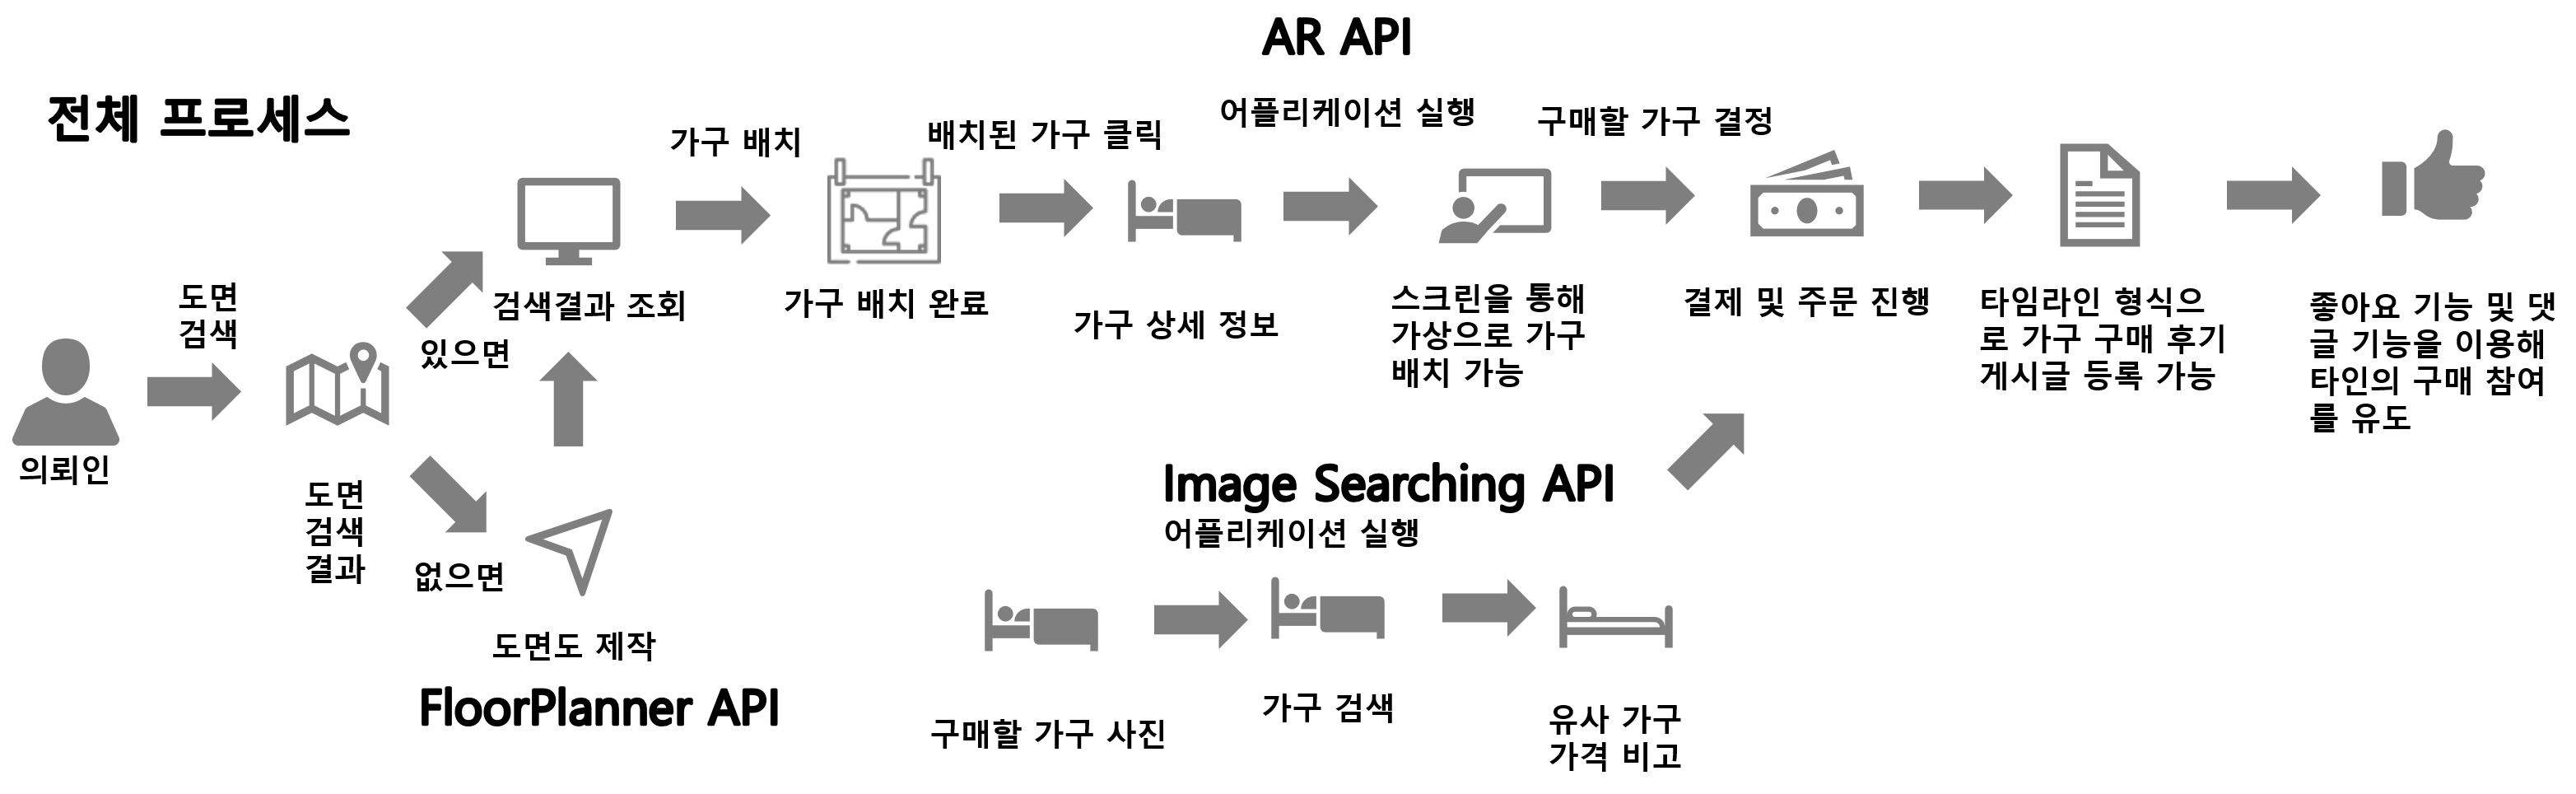 AR API
전체 프로세스
어플리케이션 실행
구매할 가구 결정
배치된 가구 클릭
가구 배치
도면
검색
있으면
검색결과 조회
가구 배치 완료
가구 상세 정보
스크린을 통해
가상으로 가구
배치 가능
결제 및 주문 진행
타임라인 형식으
로 가구 구매 후기
게시글 등록 가능
좋아요 기능 및 댓
글 기능을 이용해
타인의 구매 참여
를 유도
의뢰인
도면
검색
결과
없으면
도면도 제작
FloorPlanner API
Image Searching API
어플리케이션 실행
구매할 가구 사진
가구 검색
유사 가구
가격 비고